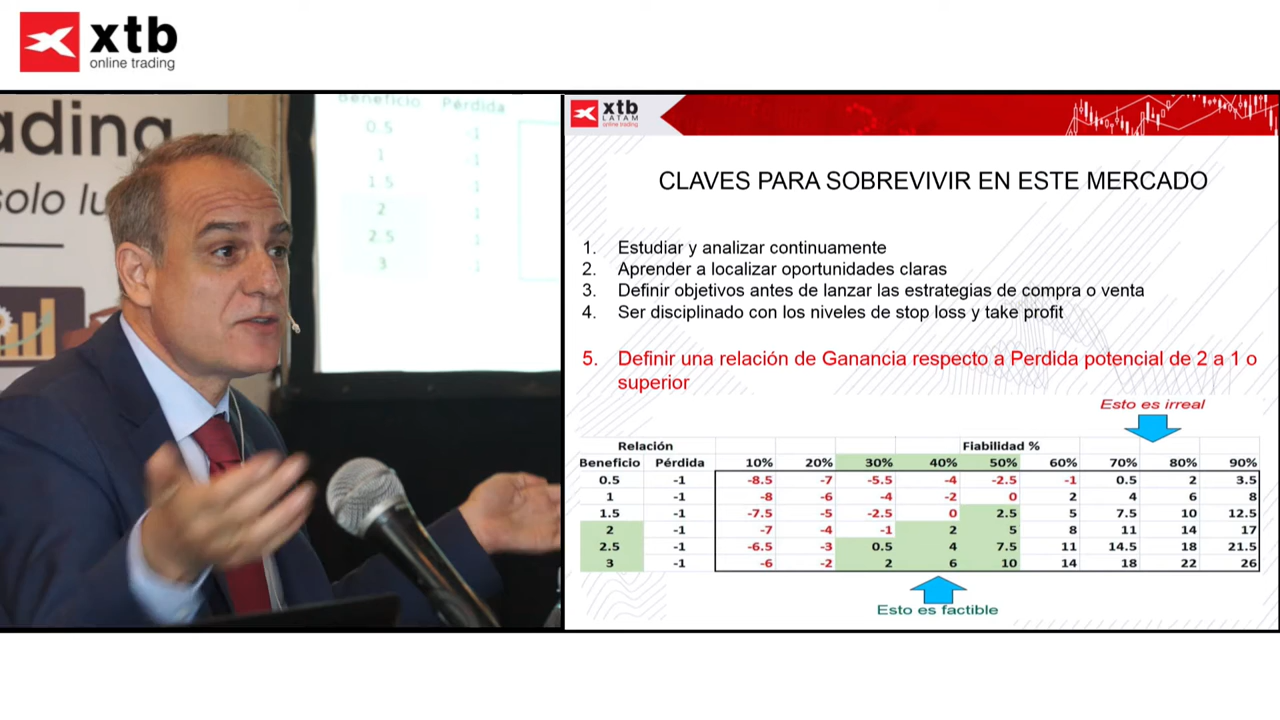 xtb
online trading
ading
solo lu
Beneficio Pérdida
0.5 -1
1 -1
1.5 1
2 1
2.5 1
3 1
xtb
LATAM
online trading
CLAVES PARA SOBREVIVIR EN ESTE MERCADO
1. Estudiar y analizar continuamente
2. Aprender a localizar oportunidades claras
3. Definir objetivos antes de lanzar las estrategias de compra o venta
4. Ser disciplinado con los niveles de stop loss y take profit
5. Definir una relación de Ganancia respecto a Perdida potencial de 2 a 1 o
superior
Esto es irreal
Relación Fiabilidad %
Beneficio Pérdida 10% 20% 30% 40% 50% 60% 70% 80% 90%
0.5 -1 -8.5 -7 -5.5 -4 -2.5 -1 0.5 2 3.5
1 -1 -8 -6 -4 -2 0 2 4 6 8
1.5 -1 -7.5 -5 -2.5 0 2.5 5 7.5 10 12.5
2 -1 -7 -4 -1 2 5 8 11 14 17
2.5 -1 -6.5 -3 0.5 4 7.5 11 14.5 18 21.5
3 -1 -6 -2 2 6 10 14 18 22 26
Esto es factible